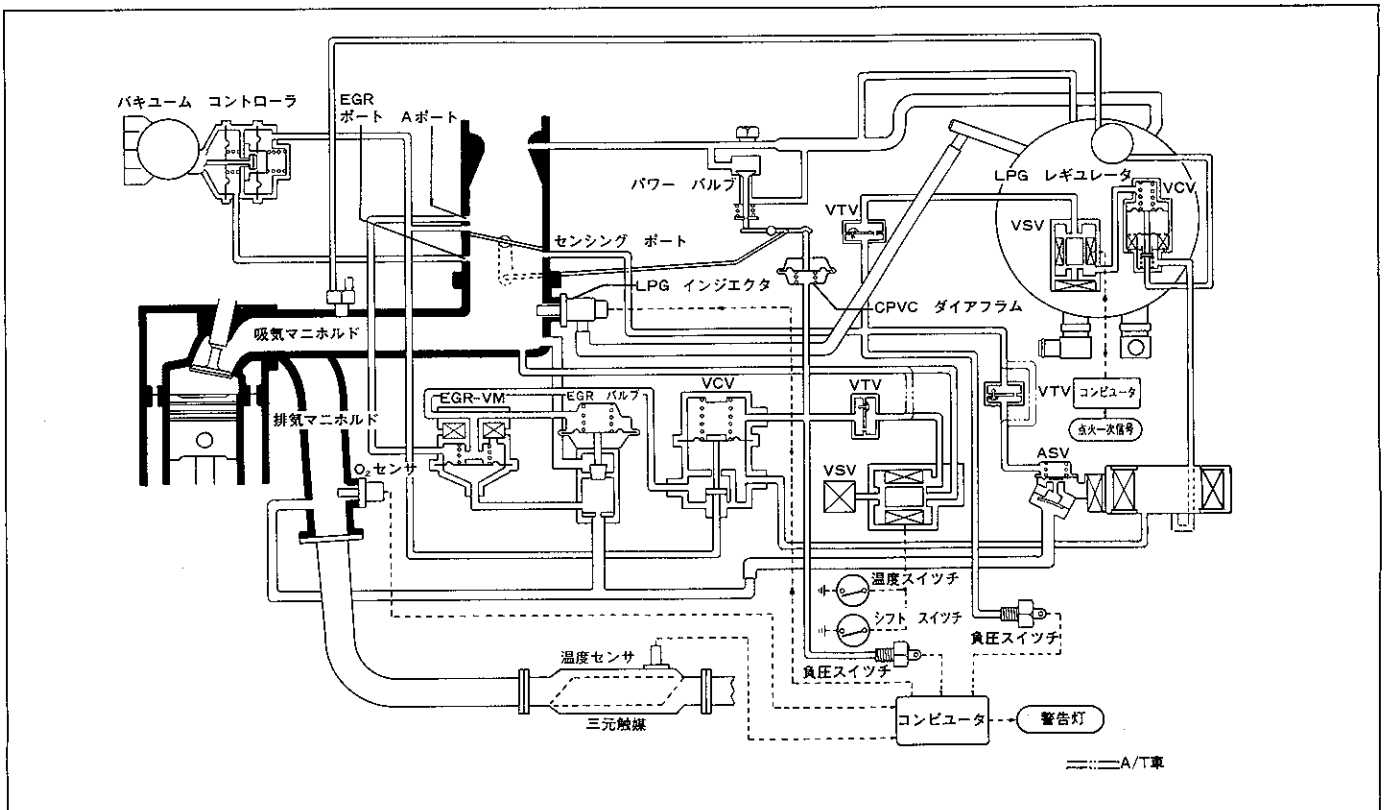 バキューム コントローラ
EGR
ポート
Aポート
パワー バルブ
LPG レギュレータ
VCV
VTV
VSV
センシング ポート
LPG インジェクタ
CPVC ダイアフラム
吸気マニホルド
VTV
コンピュータ
点火一次信号
EGR-VM
EGR バルブ
VCV
VTV
排気マニホルド
O₂センサ
VSV
ASV
温度スイッチ
シフト スイッチ
負圧スイッチ
負圧スイッチ
温度センサ
三元触媒
コンピュータ
警告灯
A/T車